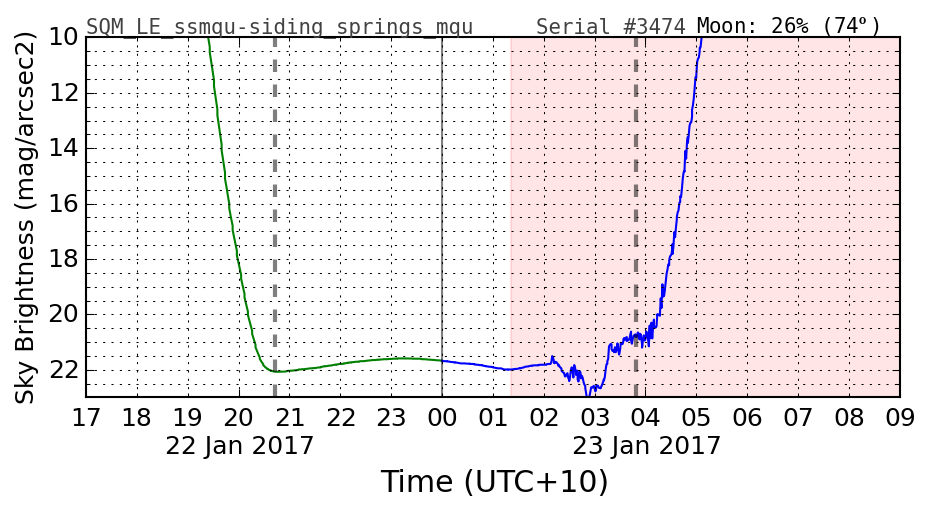 SQM_LE_ssmqu-siding_springs_mqu Serial #3474 Moon: 26% (74°)
Sky Brightness (mag/arcsec2)
10
12
14
16
18
20
22
17 18 19 20 21 22 23 00 01 02 03 04 05 06 07 08 09
22 Jan 2017 23 Jan 2017
Time (UTC+10)